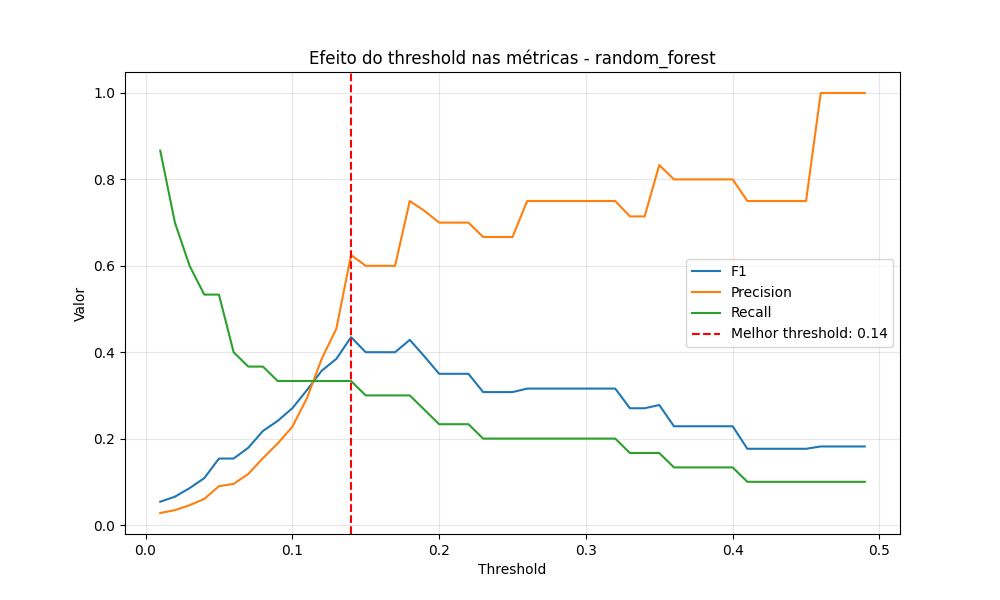 Efeito do threshold nas métricas - random_forest
Valor
1.0
0.8
0.6
0.4
0.2
0.0
F1
Precision
Recall
Melhor threshold: 0.14
0.0 0.1 0.2 0.3 0.4 0.5
Threshold